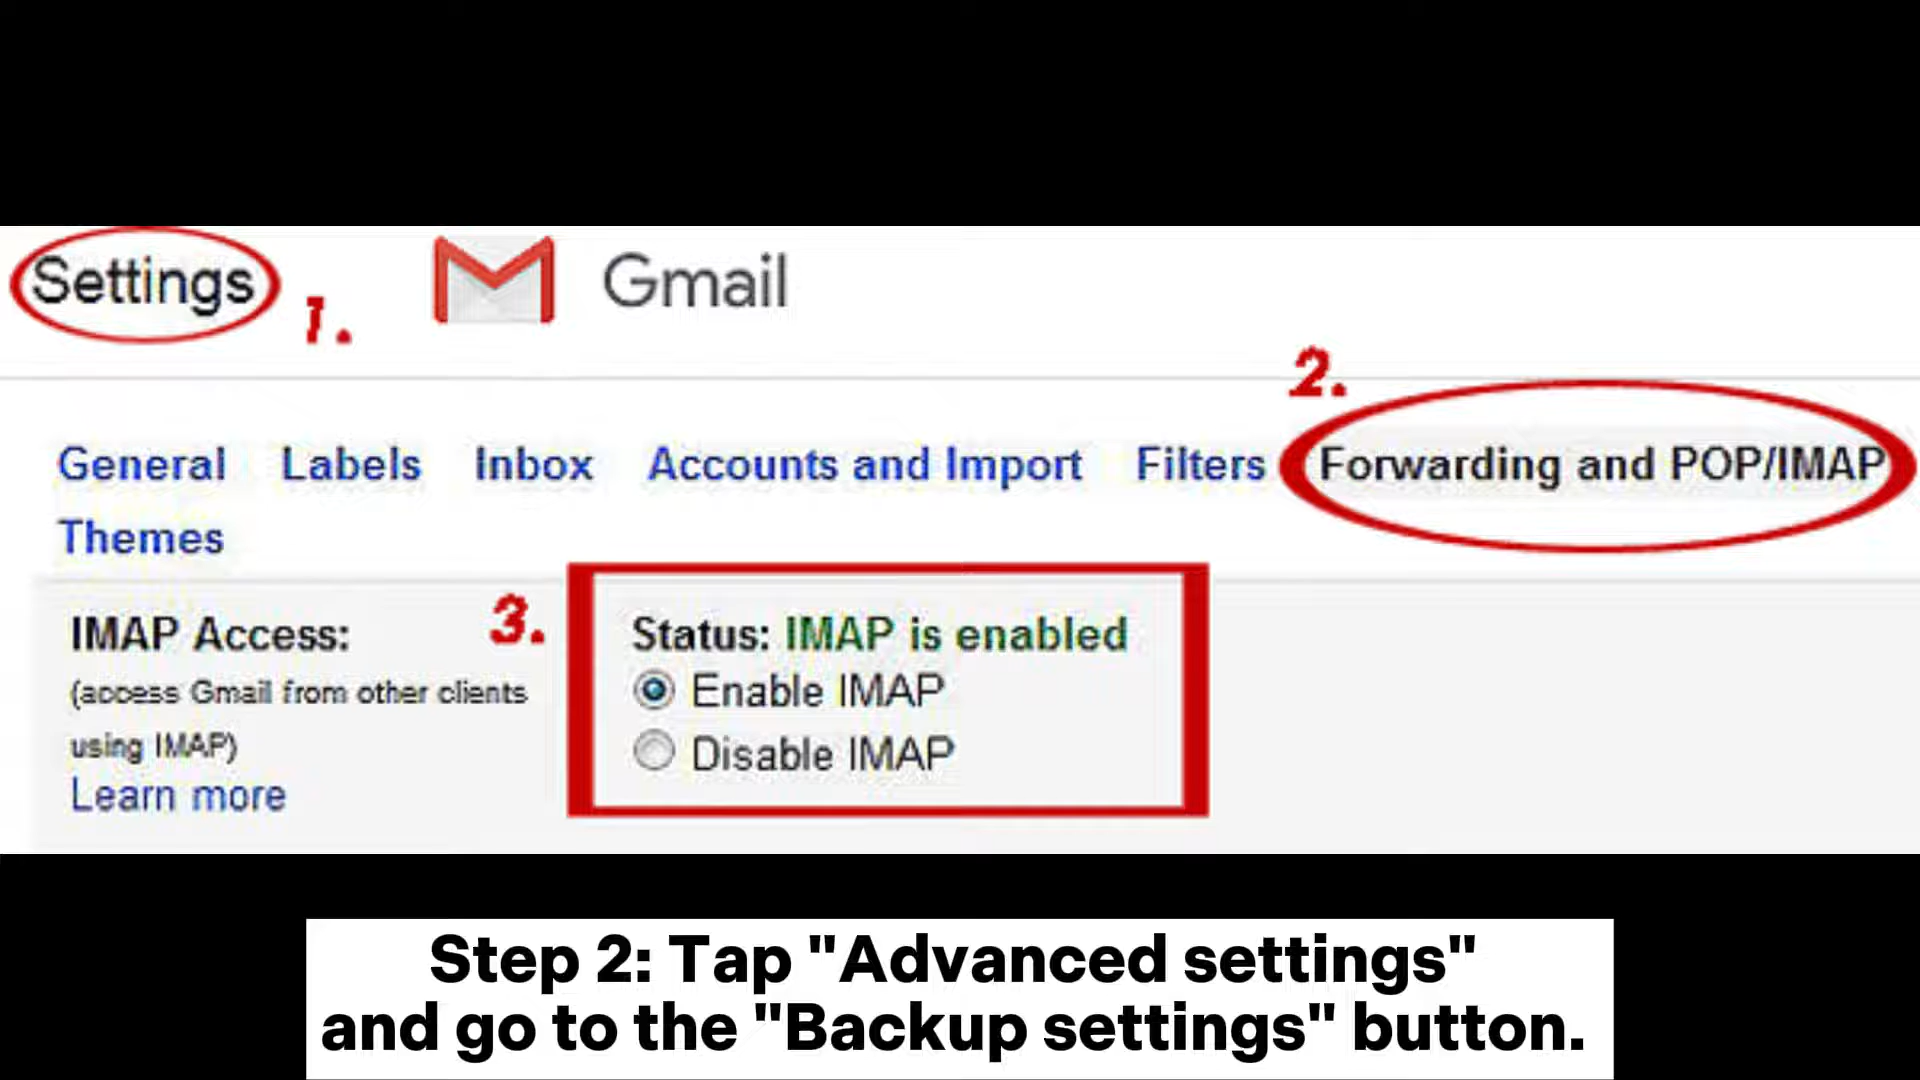 Settings
1.
Gmail
2.
General Labels Inbox Accounts and Import Filters Forwarding and POP/IMAP
Themes
IMAP Access:
(access Gmail from other clients
using IMAP)
Learn more
3.
Status: IMAP is enabled
Enable IMAP
Disable IMAP
Step 2: Tap "Advanced settings"
and go to the "Backup settings" button.